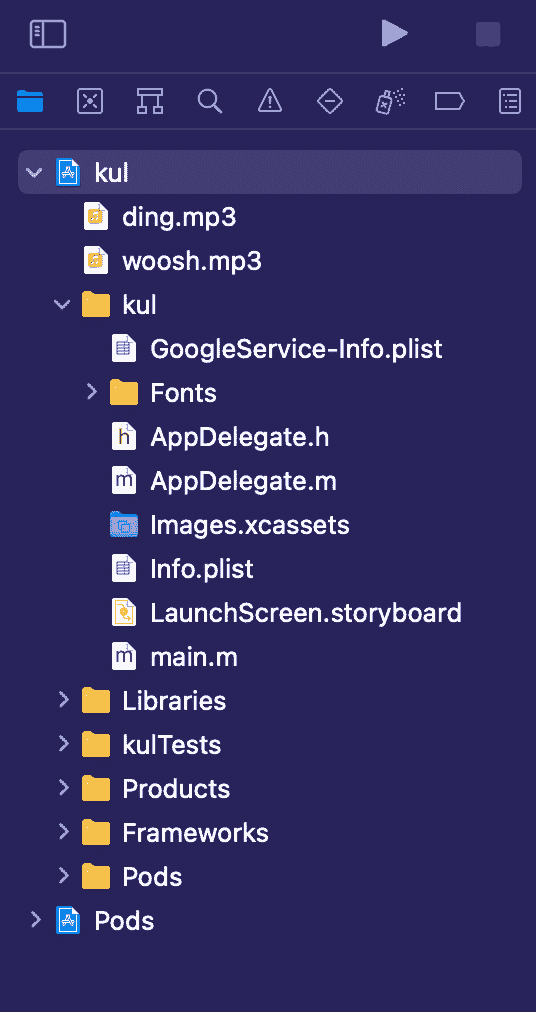 kul
ding.mp3
woosh.mp3
kul
GoogleService-Info.plist
Fonts
AppDelegate.h
AppDelegate.m
Images.xcassets
Info.plist
LaunchScreen.storyboard
main.m
Libraries
kulTests
Products
Frameworks
Pods
Pods